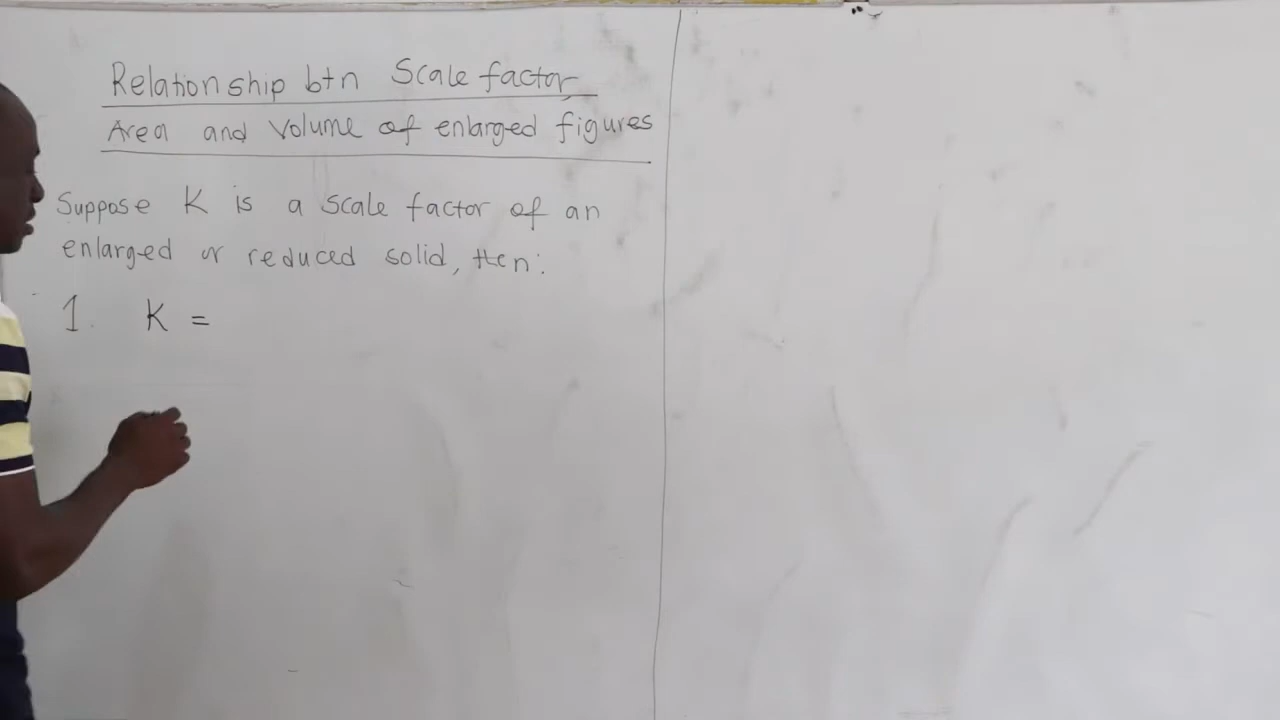 Relationship btn Scale factor
Area and Volume of enlarged figures
Suppose K is a scale factor of an
enlarged or reduced solid, then:
1. K =